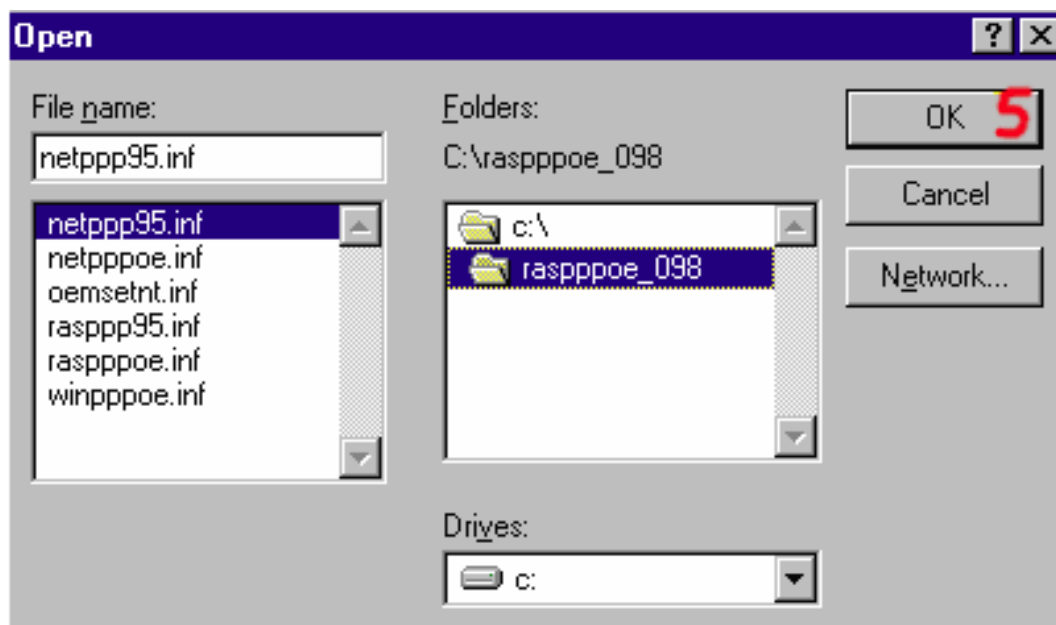 Open
File name:
netppp95.inf
netppp95.inf
netpppoe.inf
oemsetnt.inf
rasppp95.inf
raspppoe.inf
winpppoe.inf
Folders:
C:\raspppoe_098
c:\
raspppoe_098
Drives:
c:
OK 5
Cancel
Network...